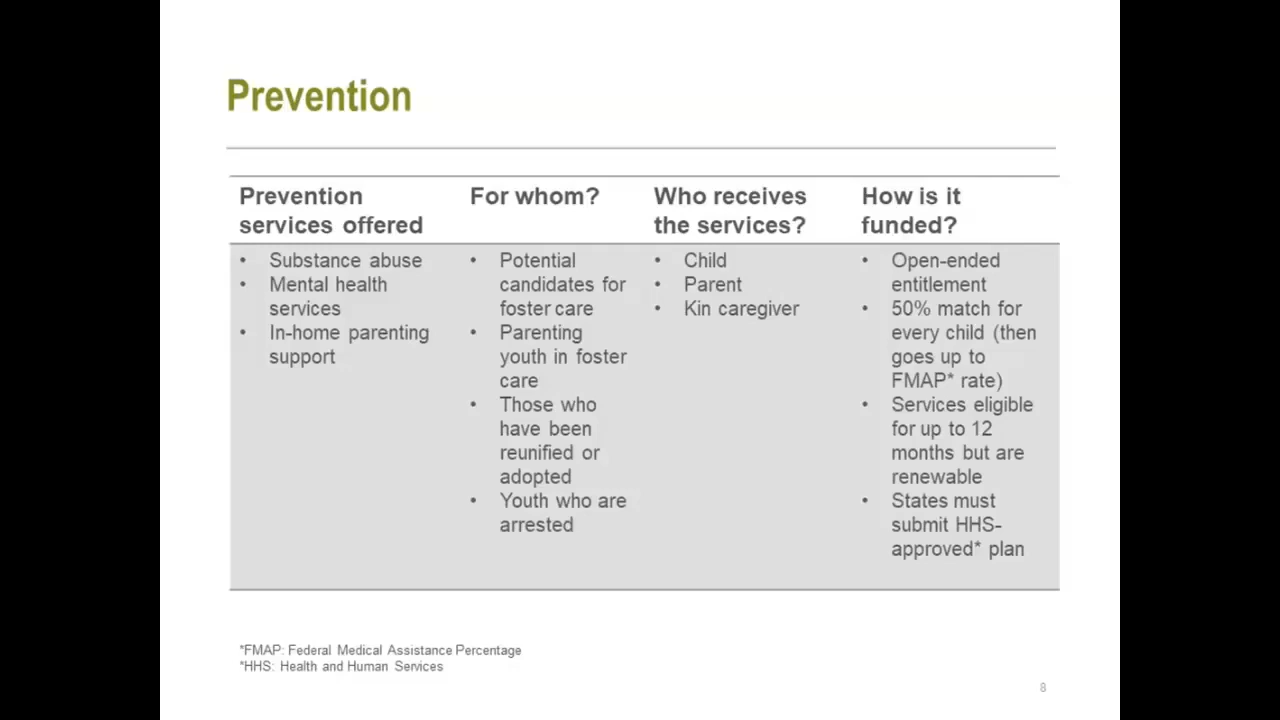 Prevention
Prevention
services offered
For whom?
Who receives
the services?
How is it
funded?
• Substance abuse
• Mental health
services
• In-home parenting
support
• Potential
candidates for
foster care
• Parenting
youth in foster
care
• Those who
have been
reunified or
adopted
• Youth who are
arrested
• Child
• Parent
• Kin caregiver
• Open-ended
entitlement
• 50% match for
every child (then
goes up to
FMAP* rate)
• Services eligible
for up to 12
months but are
renewable
• States must
submit HHS-
approved* plan
*FMAP: Federal Medical Assistance Percentage
*HHS: Health and Human Services
8